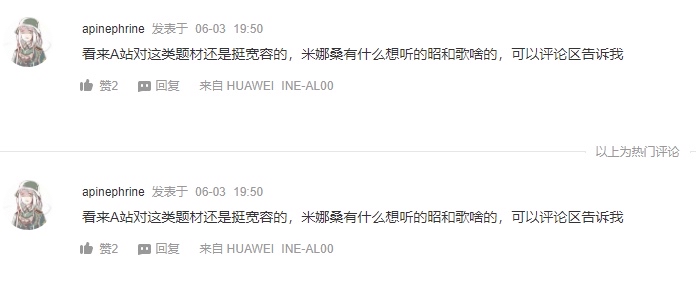 apinephrine 发表于 06-03 19:50
看来A站对这类题材还是挺宽容的，米娜桑有什么想听的昭和歌啥的，可以评论区告诉我
赞2 回复 来自 HUAWEI INE-AL00
以上为热门评论
apinephrine 发表于 06-03 19:50
看来A站对这类题材还是挺宽容的，米娜桑有什么想听的昭和歌啥的，可以评论区告诉我
赞2 回复 来自 HUAWEI INE-AL00